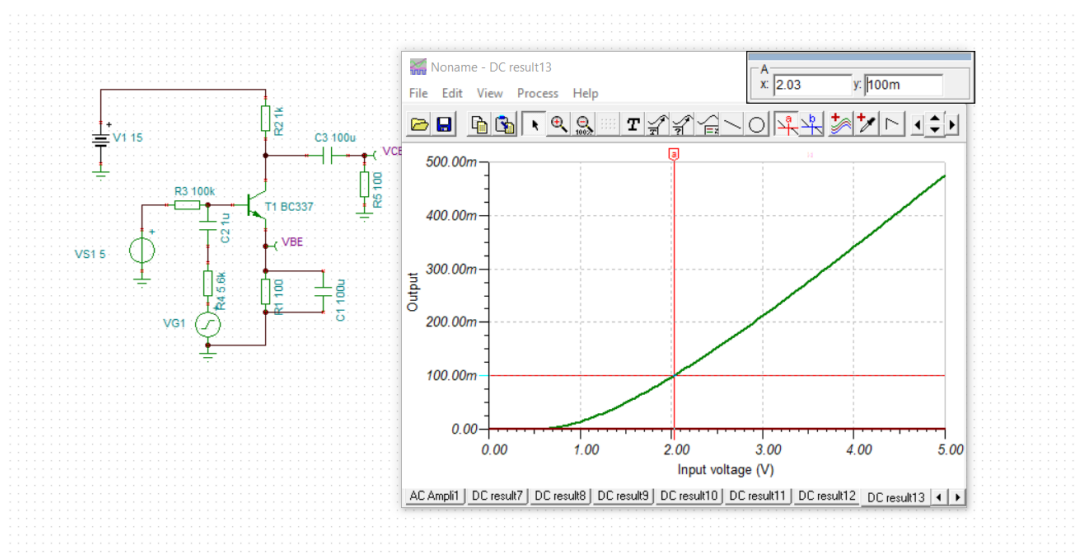 Noname - DC result13
A
x: 2.03 y: 100m
File Edit View Process Help
100%
T
a b
V1 15
R2 1k
C3 100u
VCE
R5 100
R3 100k
T1 BC337
C2 1u
VBE
VS1 5
R4 5.6k
R1 100
C1 100u
VG1
a
500.00m
400.00m
300.00m
200.00m
100.00m
0.00
Output
0.00 1.00 2.00 3.00 4.00 5.00
Input voltage (V)
AC Ampli1 DC result7 DC result8 DC result9 DC result10 DC result11 DC result12 DC result13